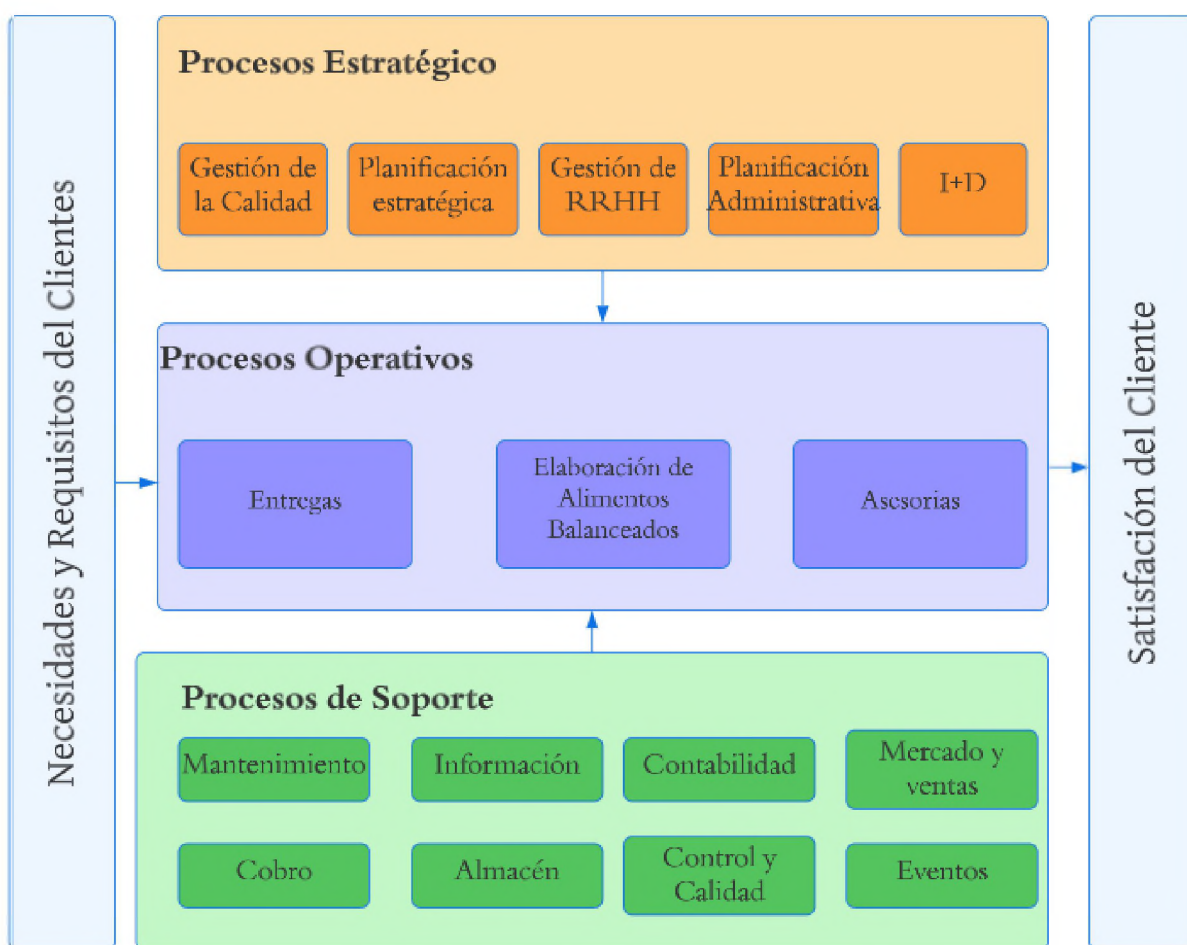 Necesidades y Requisitos del Clientes
Procesos Estratégico
Gestión de
la Calidad
Planificación
estratégica
Gestión de
RRHH
Planificación
Administrativa
I+D
Procesos Operativos
Entregas
Elaboración de
Alimentos
Balanceados
Asesorias
Procesos de Soporte
Mantenimiento
Información
Contabilidad
Mercado y
ventas
Cobro
Almacén
Control y
Calidad
Eventos
Satisfacción del Cliente